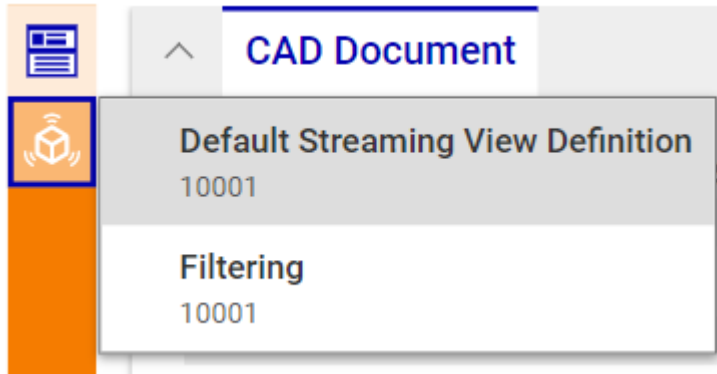 CAD Document
Default Streaming View Definition
10001
Filtering
10001